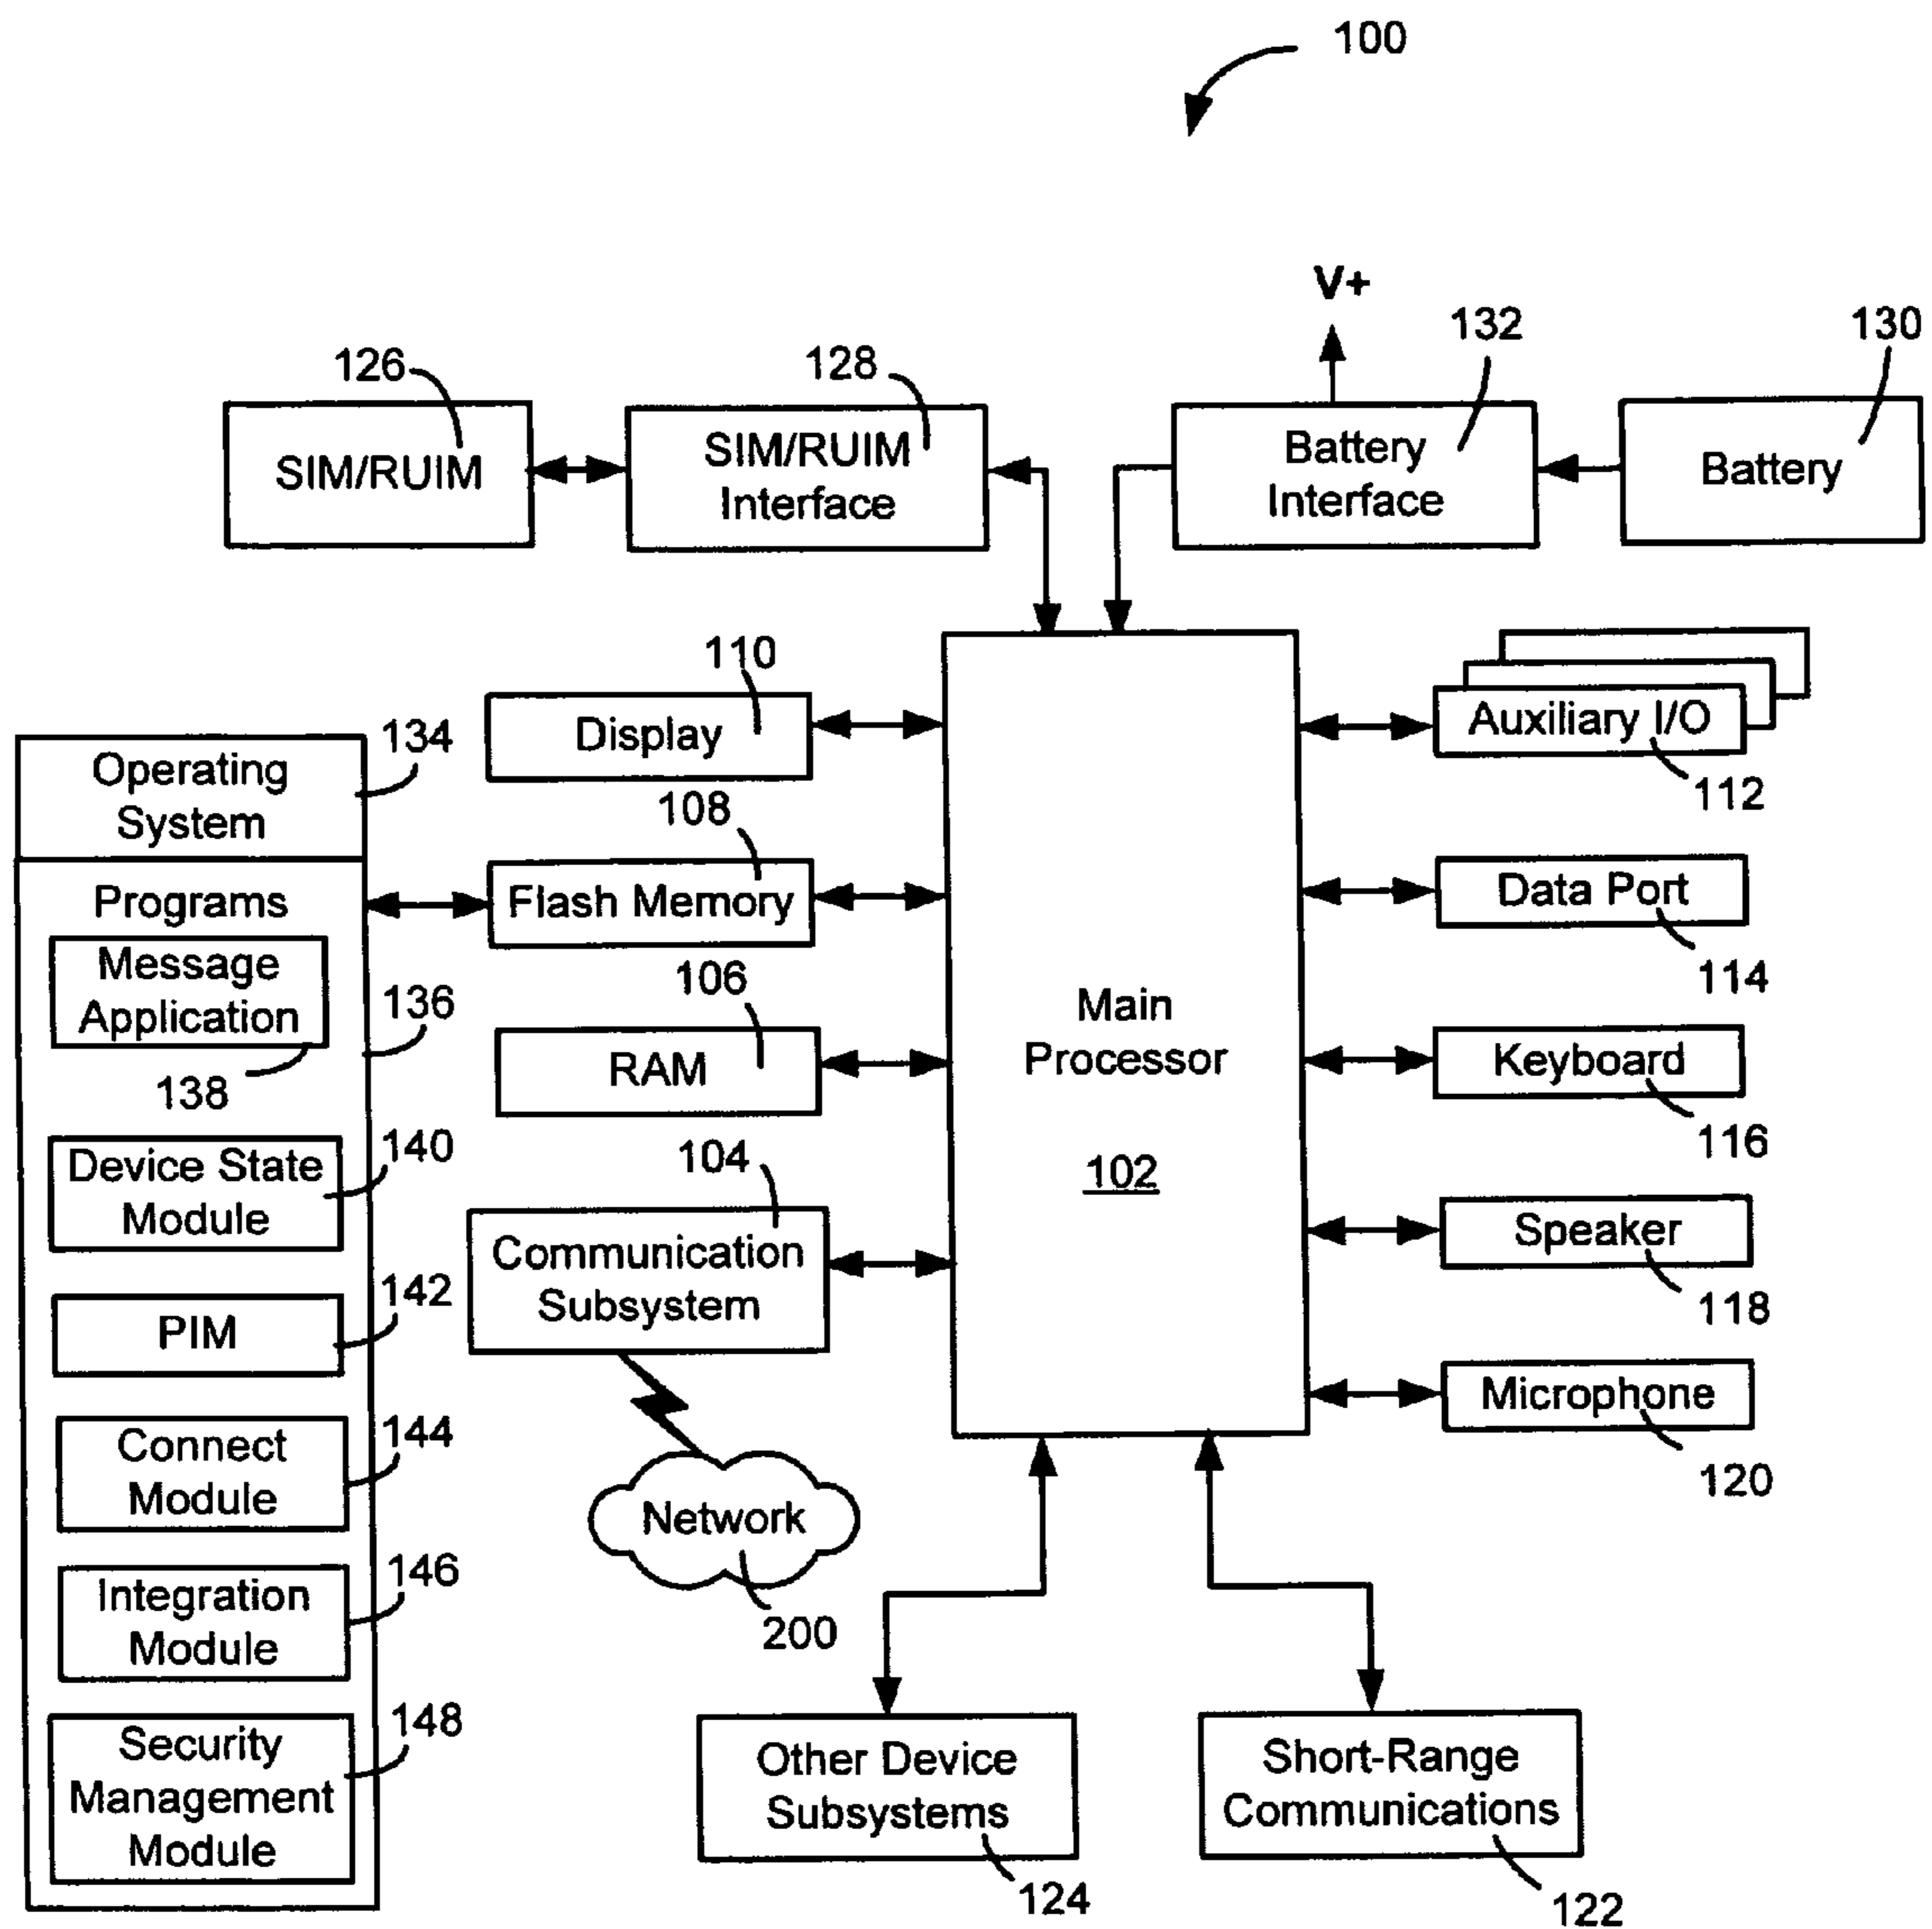 100
V+
126
128
132
130
SIM/RUIM
SIM/RUIM
Interface
Battery
Interface
Battery
110
Display
Auxiliary I/O
112
134
Operating
System
108
Flash Memory
Data Port
114
Programs
Message
Application
138
136
106
RAM
Main
Processor
102
Keyboard
116
140
Device State
Module
104
Communication
Subsystem
Speaker
118
142
PIM
Microphone
120
144
Connect
Module
Network
200
146
Integration
Module
148
Security
Management
Module
Other Device
Subsystems
124
Short-Range
Communications
122